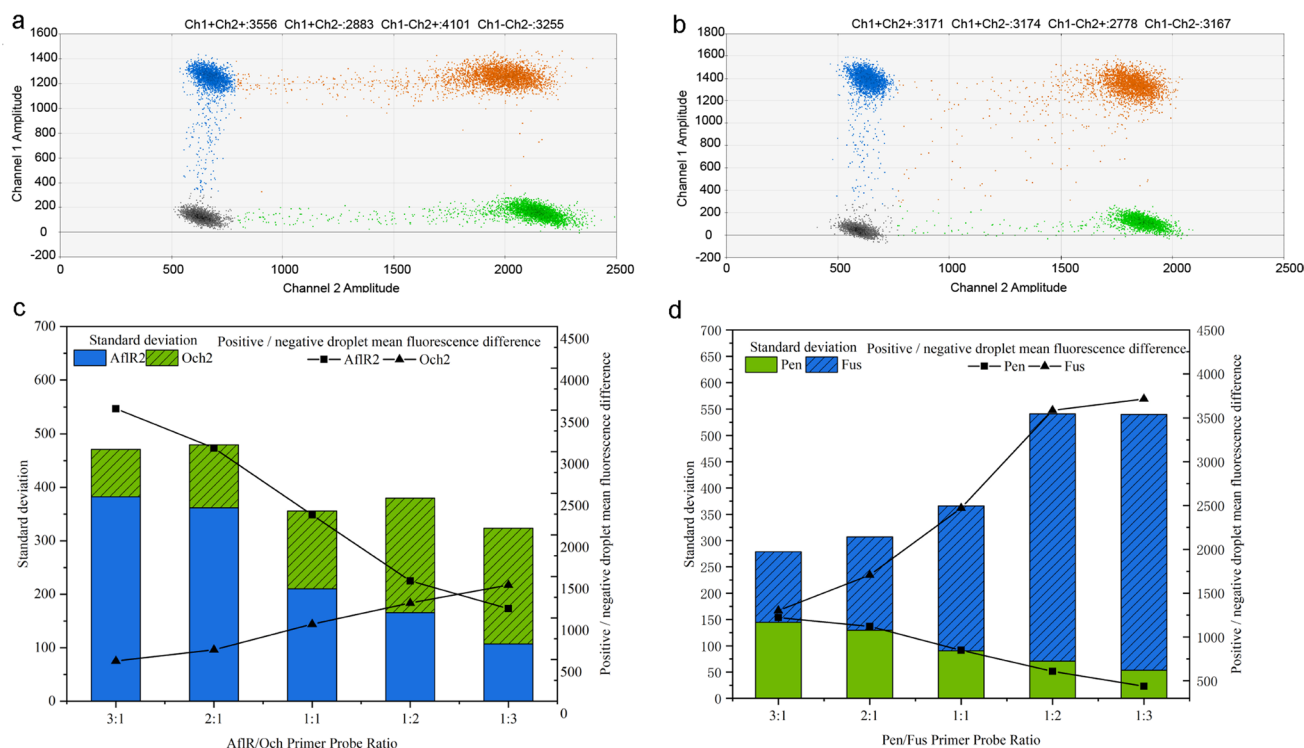 a
Ch1+Ch2+:3556 Ch1+Ch2-:2883 Ch1-Ch2+:4101 Ch1-Ch2-:3255
Channel 1 Amplitude
1600
1400
1200
1000
800
600
400
200
0
-200
0 500 1000 1500 2000 2500
Channel 2 Amplitude
b
Ch1+Ch2+:3171 Ch1+Ch2-:3174 Ch1-Ch2+:2778 Ch1-Ch2-:3167
Channel 1 Amplitude
1800
1600
1400
1200
1000
800
600
400
200
0
-200
0 500 1000 1500 2000 2500
Channel 2 Amplitude
c
Standard deviation
AflR2 Och2
Positive / negative droplet mean fluorescence difference
AflR2 Och2
Standard deviation
700
600
500
400
300
200
100
0
4500
4000
3500
3000
2500
2000
1500
1000
500
0
Positive / negative droplet mean fluorescence difference
3:1 2:1 1:1 1:2 1:3
AflR/Och Primer Probe Ratio
d
Standard deviation
Pen Fus
Positive / negative droplet mean fluorescence difference
Pen Fus
Standard deviation
700
650
600
550
500
450
400
350
300
250
200
150
100
50
0
4500
4000
3500
3000
2500
2000
1500
1000
500
Positive / negative droplet mean fluorescence difference
3:1 2:1 1:1 1:2 1:3
Pen/Fus Primer Probe Ratio